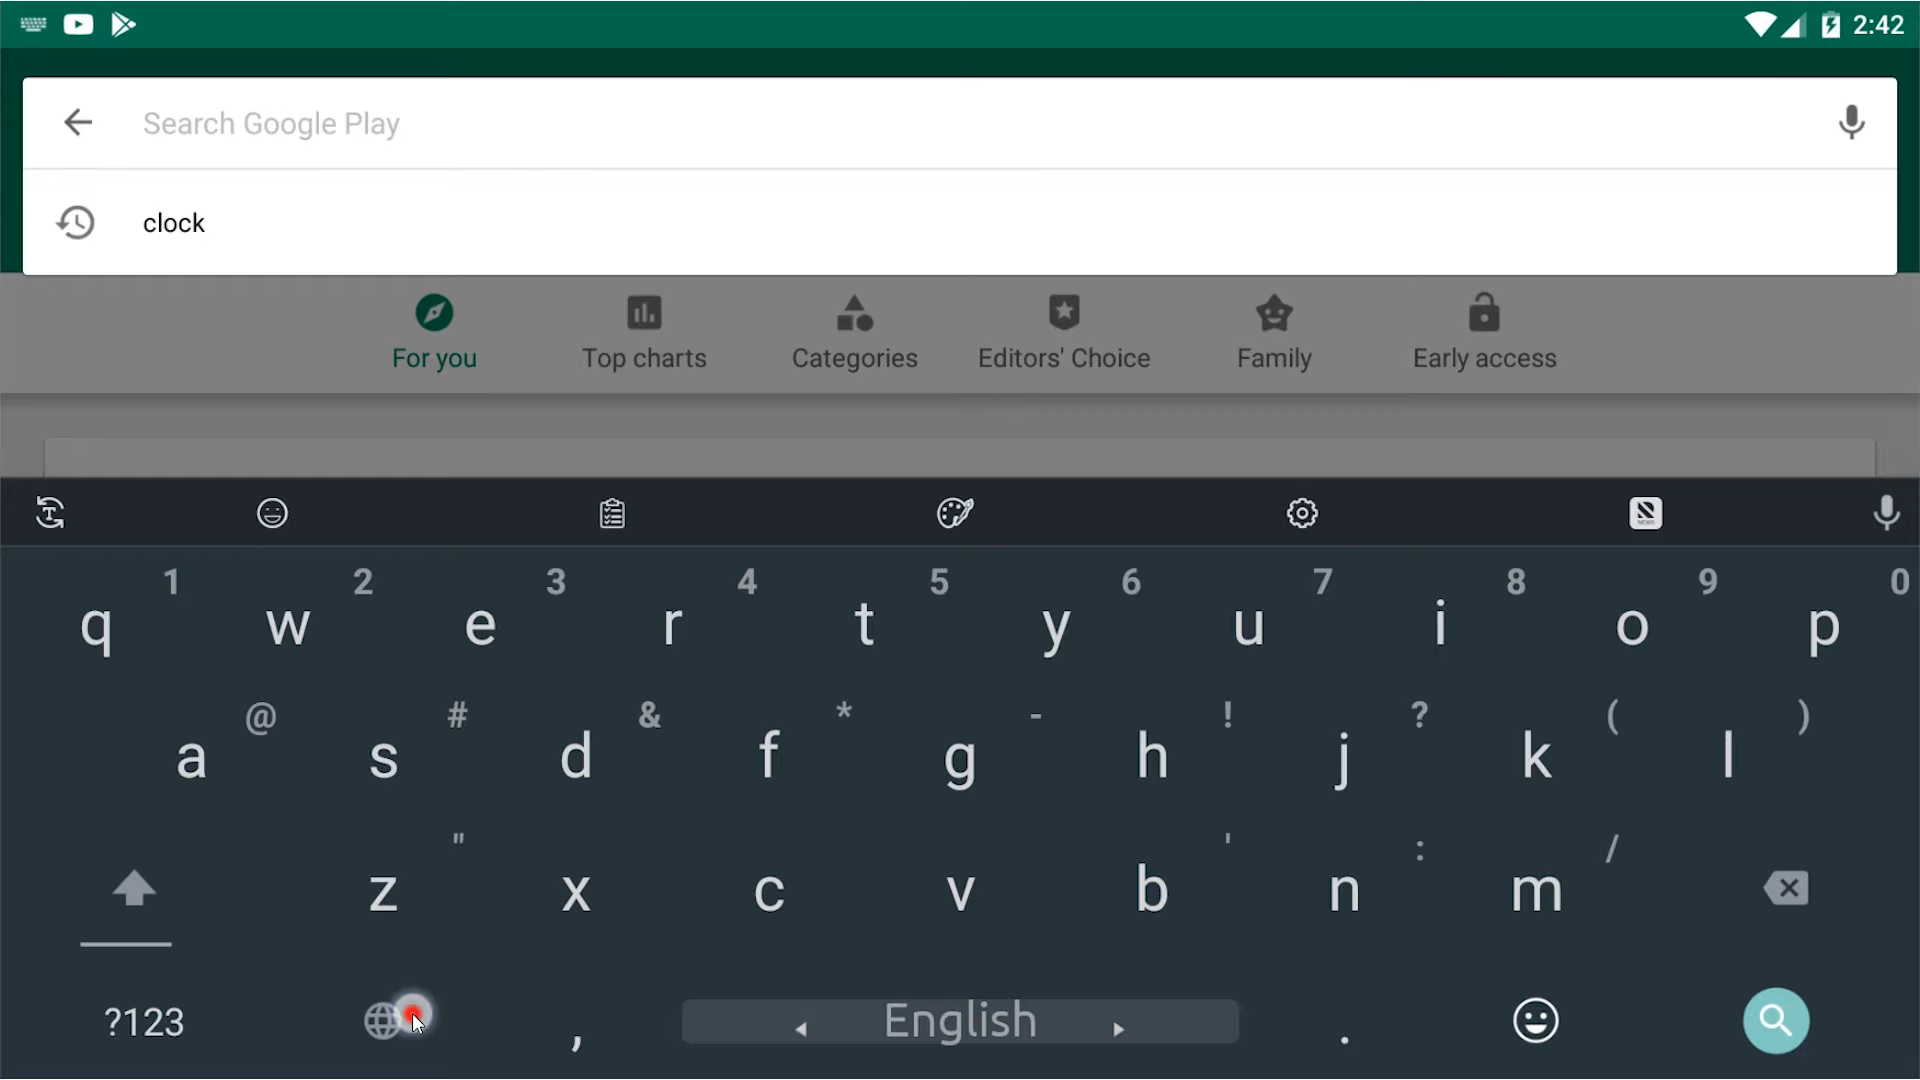 2:42
Search Google Play
clock
For you Top charts Categories Editors' Choice Family Early access
NEWS
1 2 3 4 5 6 7 8 9 0
q w e r t y u i o p
@ # & * - ! ? ( )
a s d f g h j k l
" ' : /
z x c v b n m
?123 , English .